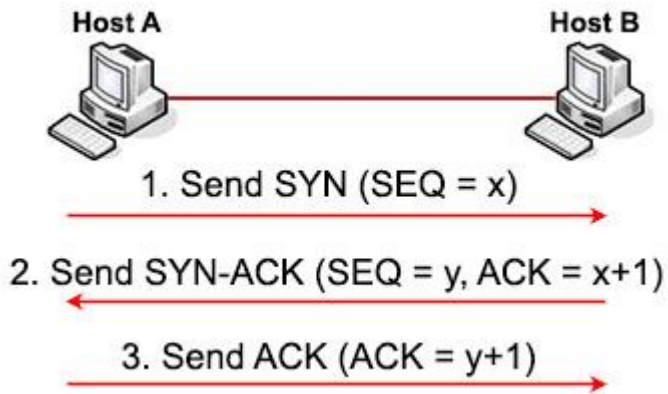 Host A
Host B
1. Send SYN (SEQ = x)
2. Send SYN-ACK (SEQ = y, ACK = x+1)
3. Send ACK (ACK = y+1)